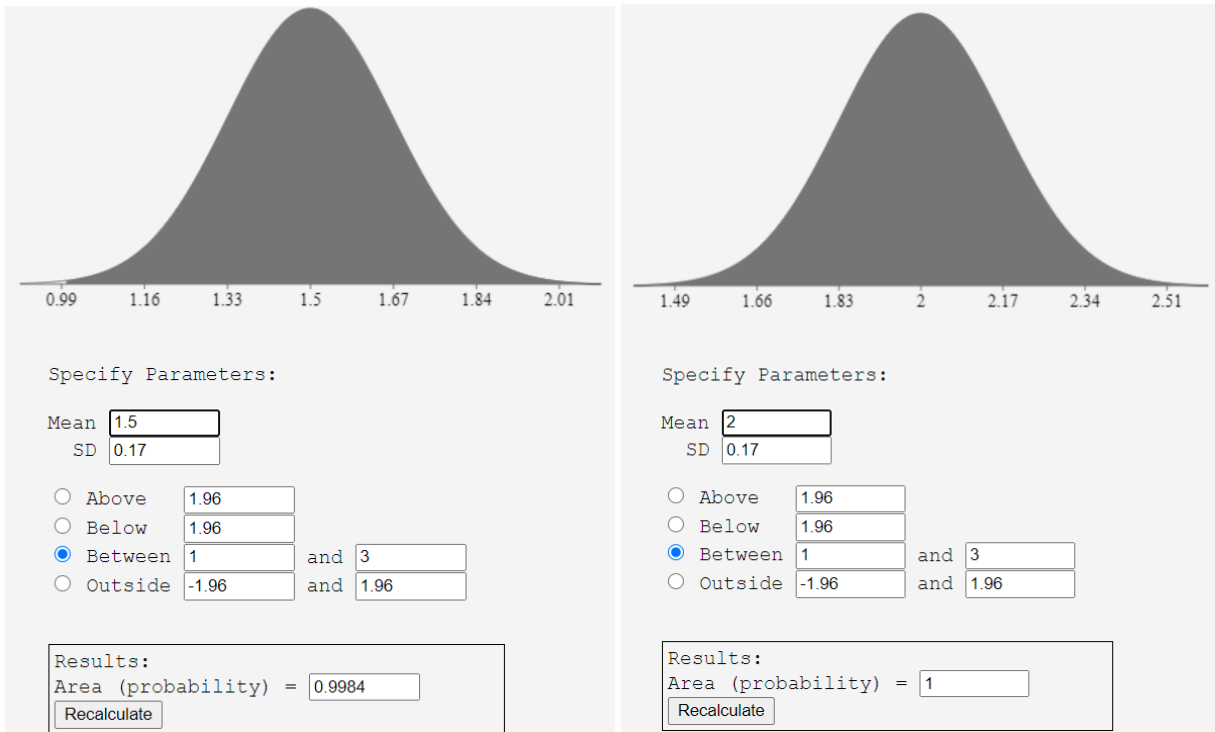 0.99 1.16 1.33 1.5 1.67 1.84 2.01
Specify Parameters:
Mean 1.5
SD 0.17
Above 1.96
Below 1.96
Between 1 and 3
Outside -1.96 and 1.96
Results:
Area (probability) = 0.9984
Recalculate
1.49 1.66 1.83 2 2.17 2.34 2.51
Specify Parameters:
Mean 2
SD 0.17
Above 1.96
Below 1.96
Between 1 and 3
Outside -1.96 and 1.96
Results:
Area (probability) = 1
Recalculate